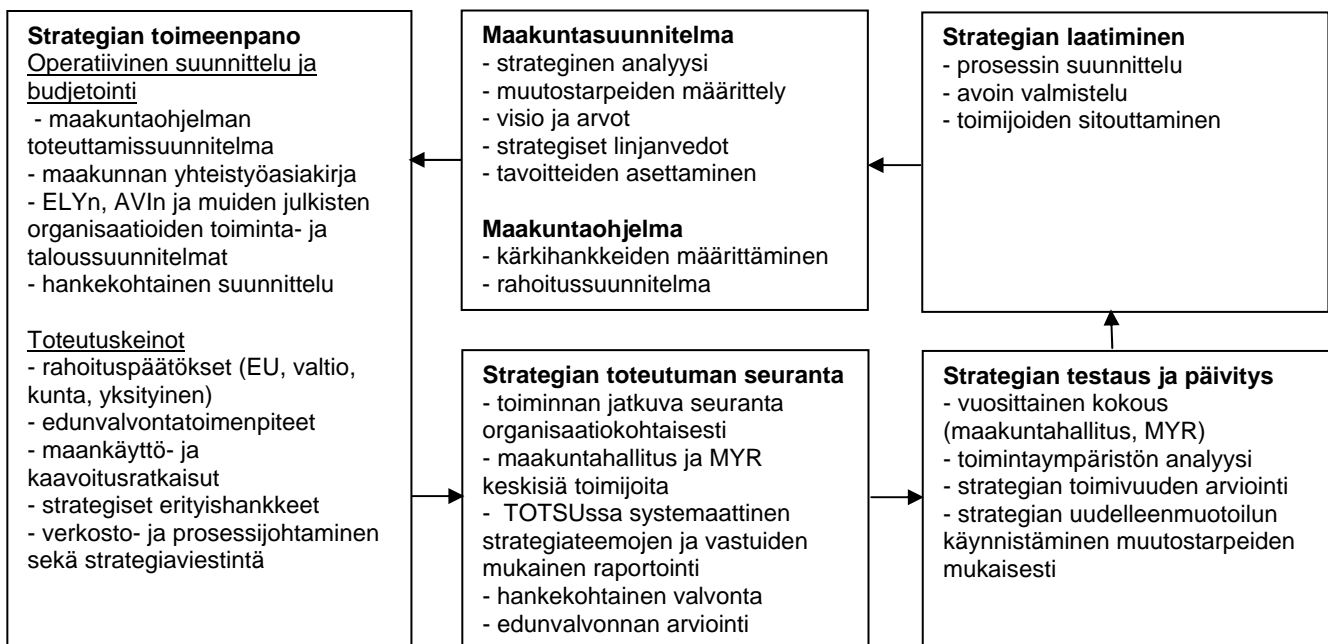 Strategian toimeenpano
Operatiivinen suunnittelu ja
budjetointi
- maakuntaohjelman
toteuttamissuunnitelma
- maakunnan yhteistyöasiakirja
- ELYn, AVIn ja muiden julkisten
organisaatioiden toiminta- ja
taloussuunnitelmat
- hankekohtainen suunnittelu
Toteutuskeinot
- rahoituspäätökset (EU, valtio,
kunta, yksityinen)
- edunvalvontatoimenpiteet
- maankäyttö- ja
kaavoitusratkaisut
- strategiset erityishankkeet
- verkosto- ja prosessijohtaminen
sekä strategiaviestintä
Maakuntasuunnitelma
- strateginen analyysi
- muutostarpeiden määrittely
- visio ja arvot
- strategiset linjanvedot
- tavoitteiden asettaminen
Maakuntaohjelma
- kärkihankkeiden määrittäminen
- rahoitussuunnitelma
Strategian laatiminen
- prosessin suunnittelu
- avoin valmistelu
- toimijoiden sitouttaminen
Strategian toteutuman seuranta
- toiminnan jatkuva seuranta
organisaatiokohtaisesti
- maakuntahallitus ja MYR
keskisiä toimijoita
- TOTSUssa systemaattinen
strategiateemojen ja vastuiden
mukainen raportointi
- hankekohtainen valvonta
- edunvalvonnan arviointi
Strategian testaus ja päivitys
- vuosittainen kokous
(maakuntahallitus, MYR)
- toimintaympäristön analyysi
- strategian toimivuuden arviointi
- strategian uudelleenmuotoilun
käynnistäminen muutostarpeiden
mukaisesti